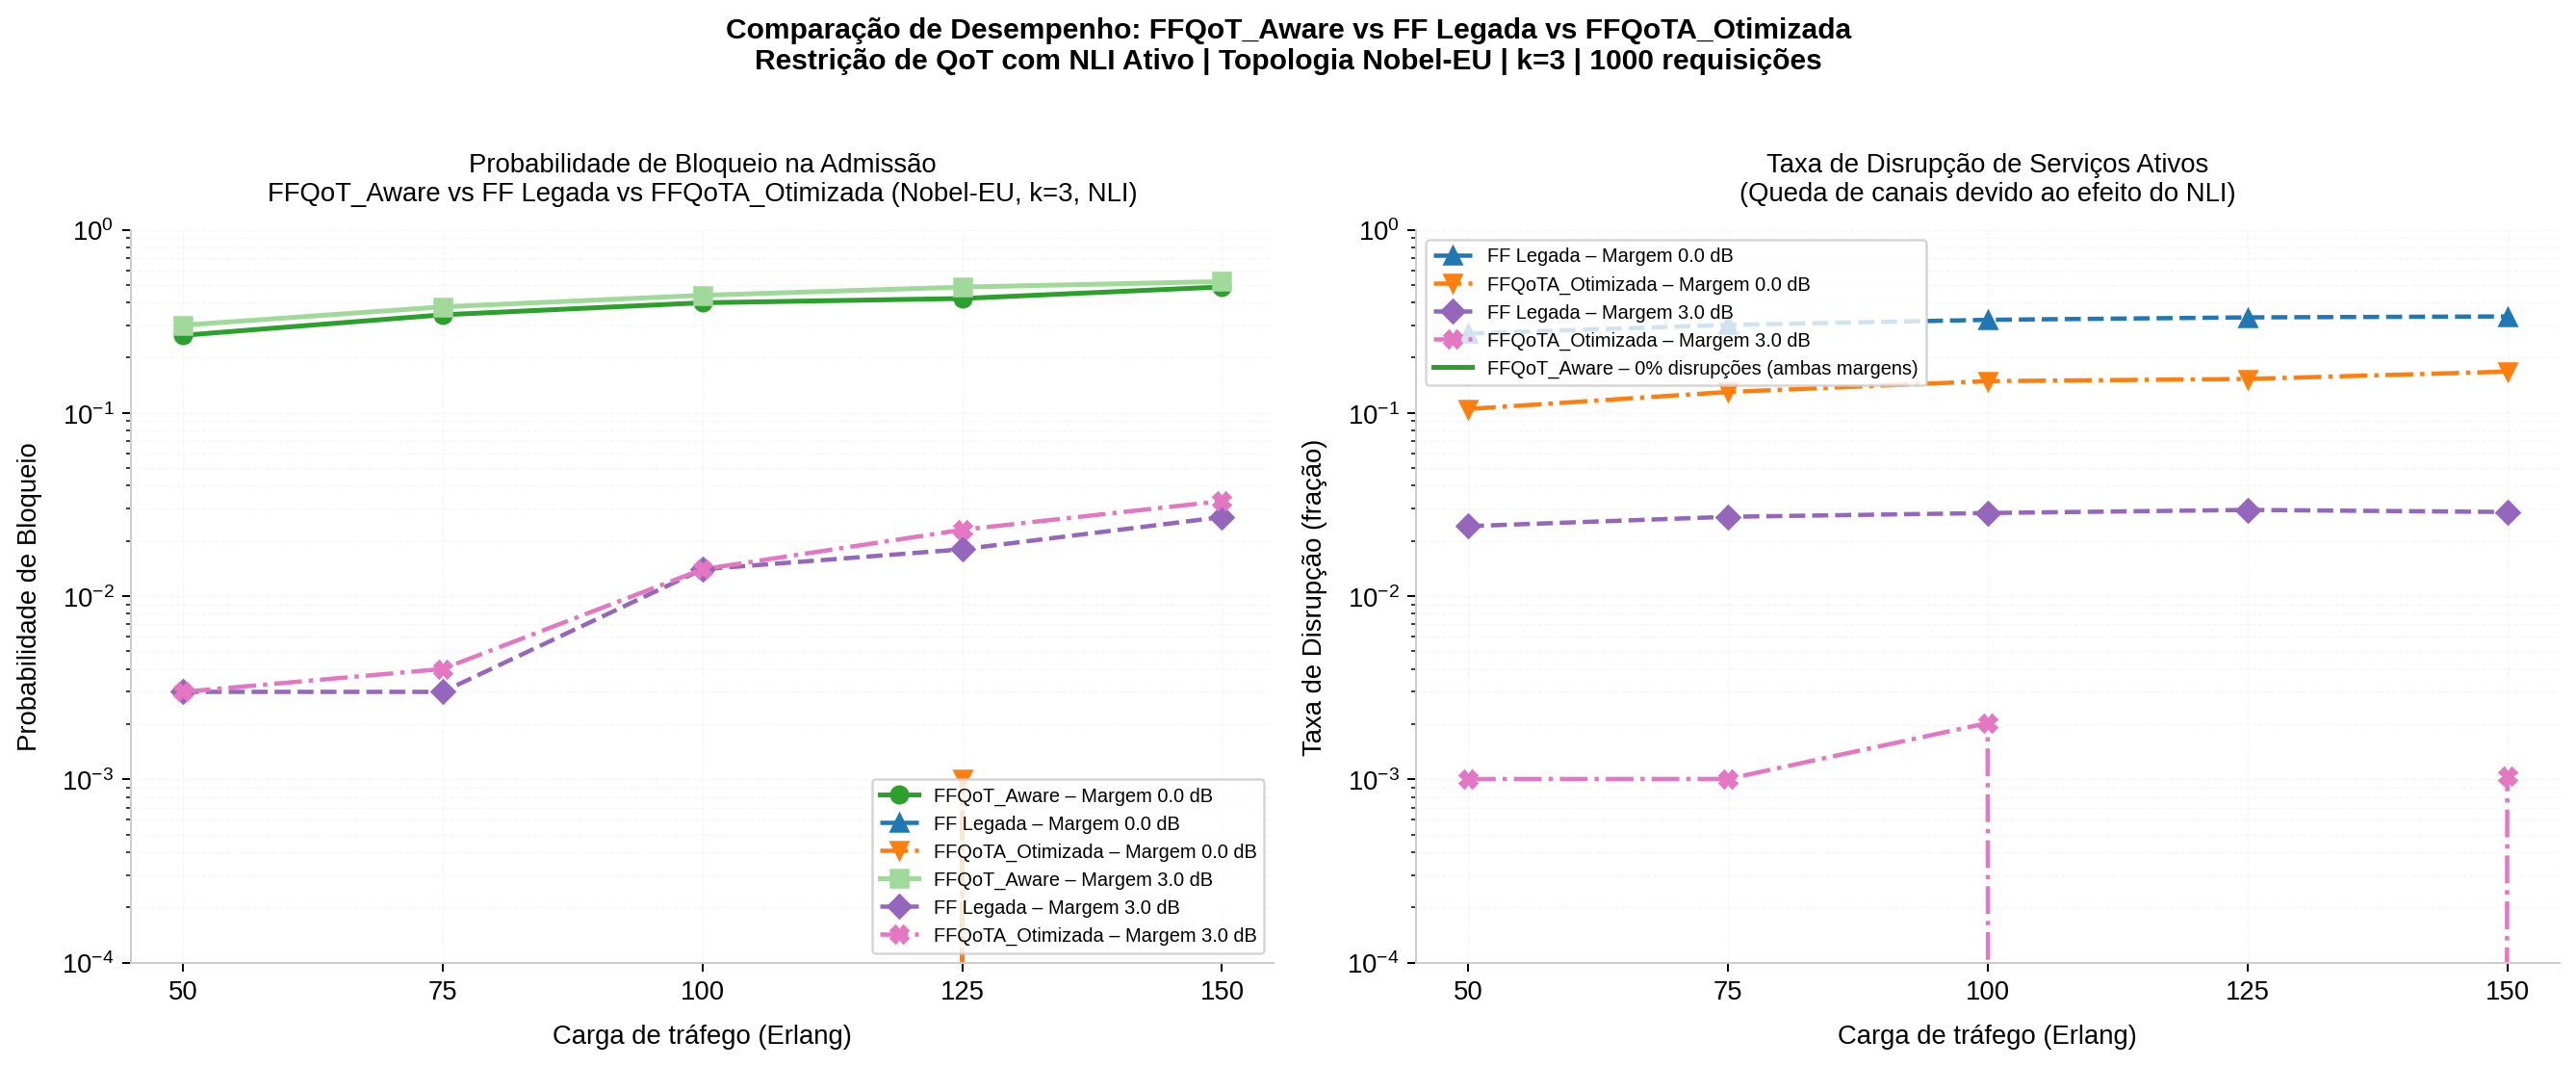 Comparação de Desempenho: FFQoT_Aware vs FF Legada vs FFQoTA_Otimizada
Restrição de QoT com NLI Ativo | Topologia Nobel-EU | k=3 | 1000 requisições
Probabilidade de Bloqueio na Admissão
FFQoT_Aware vs FF Legada vs FFQoTA_Otimizada (Nobel-EU, k=3, NLI)
Probabilidade de Bloqueio
10⁰
10⁻¹
10⁻²
10⁻³
10⁻⁴
FFQoT_Aware – Margem 0.0 dB
FF Legada – Margem 0.0 dB
FFQoTA_Otimizada – Margem 0.0 dB
FFQoT_Aware – Margem 3.0 dB
FF Legada – Margem 3.0 dB
FFQoTA_Otimizada – Margem 3.0 dB
50 75 100 125 150
Carga de tráfego (Erlang)
Taxa de Disrupção de Serviços Ativos
(Queda de canais devido ao efeito do NLI)
Taxa de Disrupção (fração)
10⁰
10⁻¹
10⁻²
10⁻³
10⁻⁴
FF Legada – Margem 0.0 dB
FFQoTA_Otimizada – Margem 0.0 dB
FF Legada – Margem 3.0 dB
FFQoTA_Otimizada – Margem 3.0 dB
FFQoT_Aware – 0% disrupções (ambas margens)
50 75 100 125 150
Carga de tráfego (Erlang)